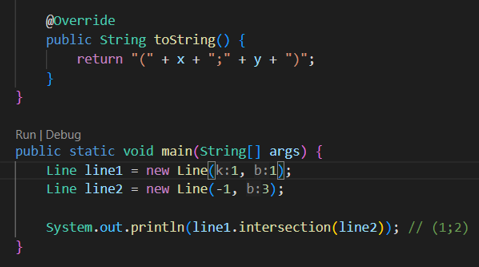 @Override
public String toString() {
return "(" + x + ";" + y + ")";
}
}
Run | Debug
public static void main(String[] args) {
Line line1 = new Line(k:1, b:1);
Line line2 = new Line(-1, b:3);
System.out.println(line1.intersection(line2)); // (1;2)
}